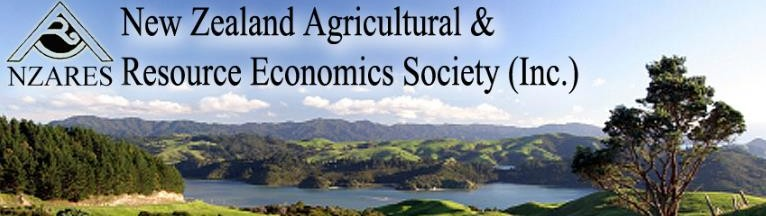 New Zealand Agricultural &
NZARES Resource Economics Society (Inc.)